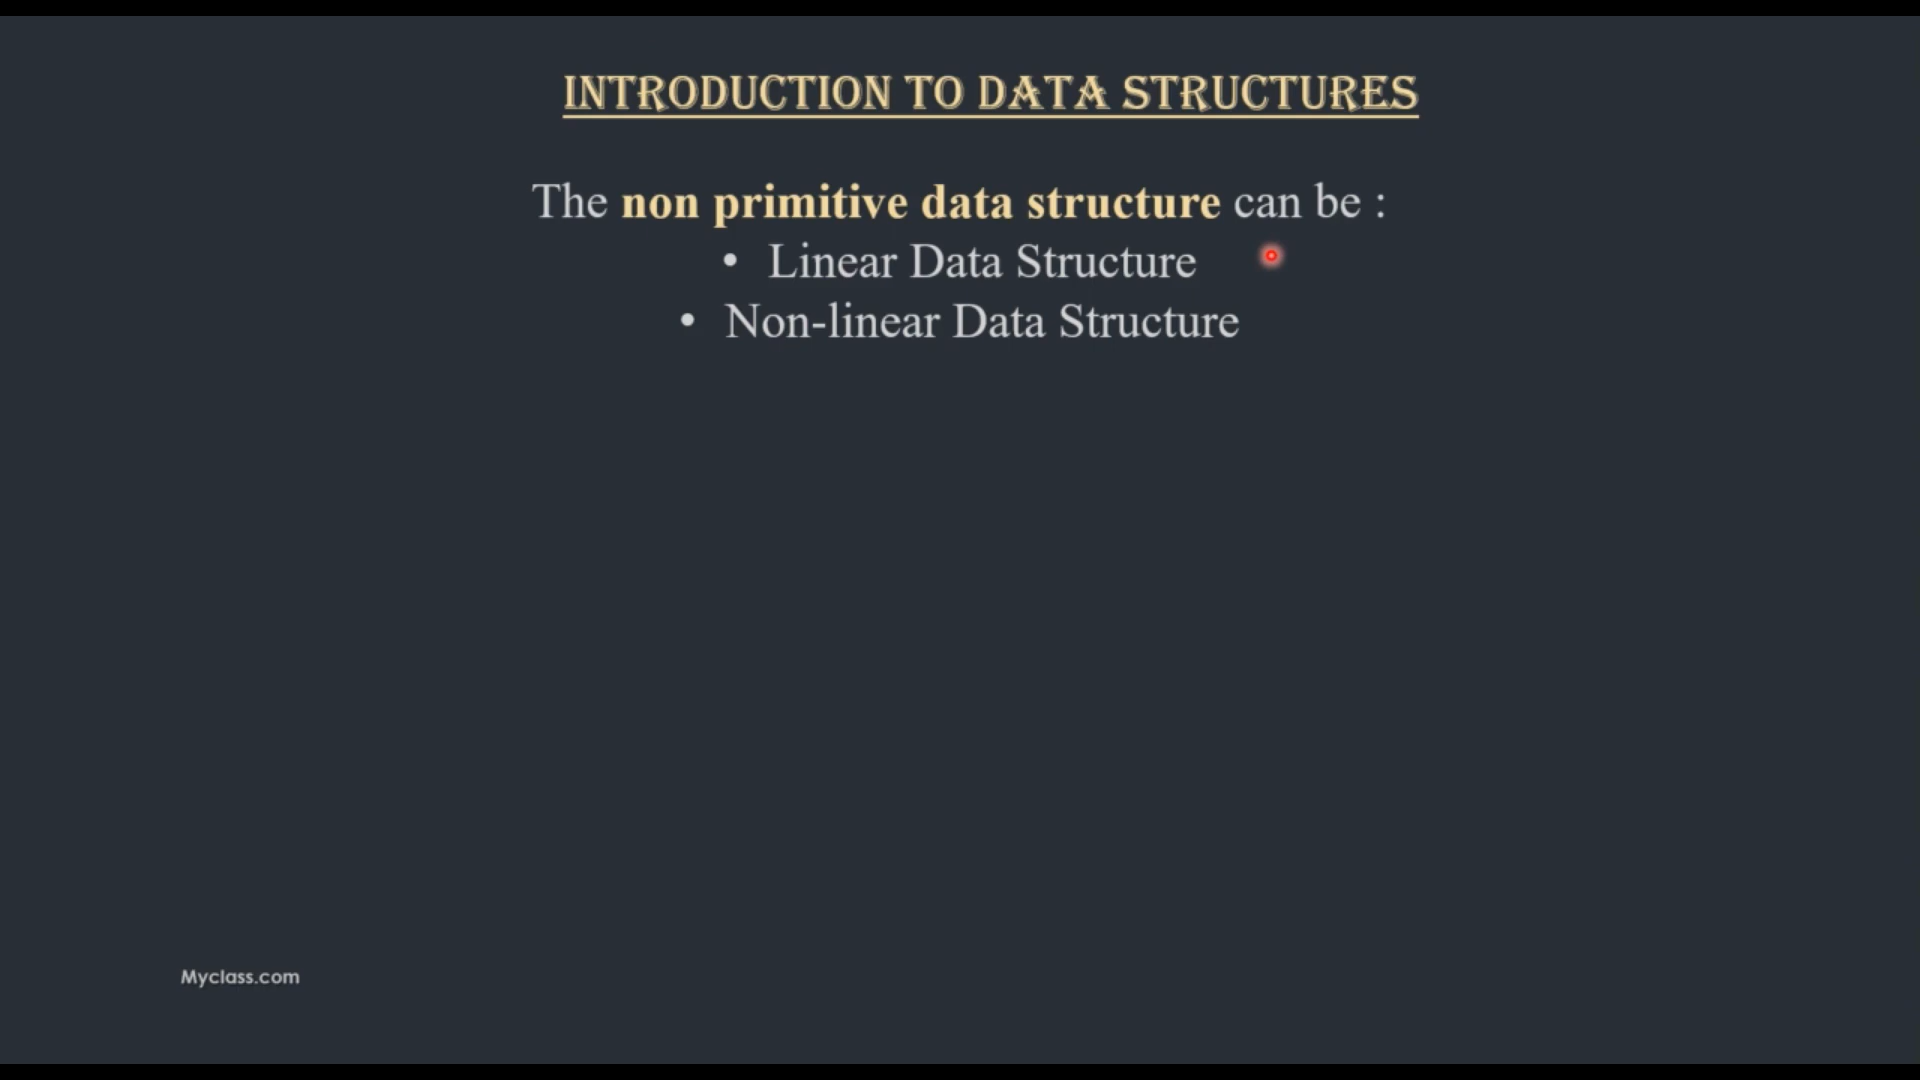 INTRODUCTION TO DATA STRUCTURES
The non primitive data structure can be :
• Linear Data Structure
• Non-linear Data Structure
Myclass.com